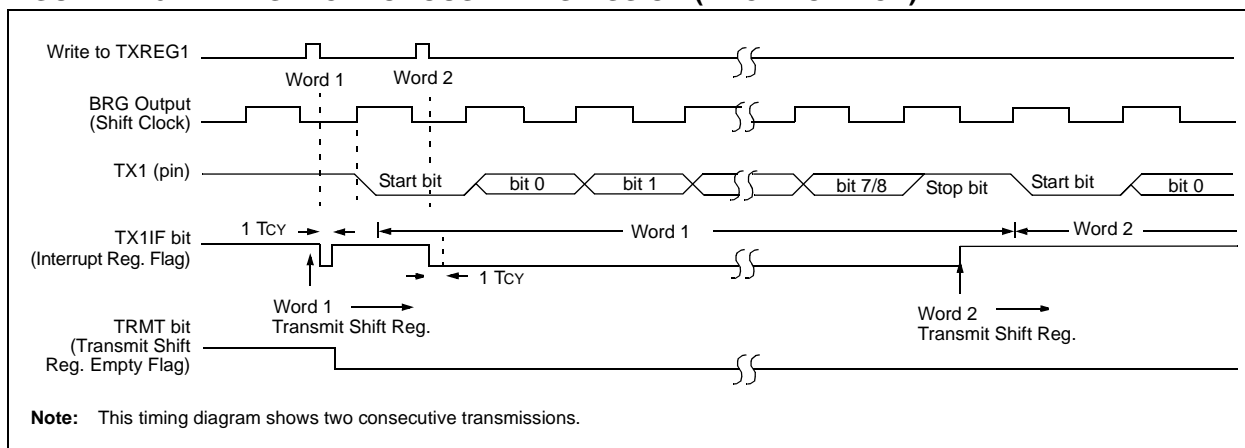 Write to TXREG1
Word 1
Word 2
BRG Output
(Shift Clock)
TX1 (pin)
Start bit
bit 0
bit 1
bit 7/8
Stop bit
Start bit
bit 0
1 TCY
TX1IF bit
(Interrupt Reg. Flag)
Word 1
Word 2
1 TCY
Word 1
Transmit Shift Reg.
Word 2
Transmit Shift Reg.
TRMT bit
(Transmit Shift
Reg. Empty Flag)
Note: This timing diagram shows two consecutive transmissions.